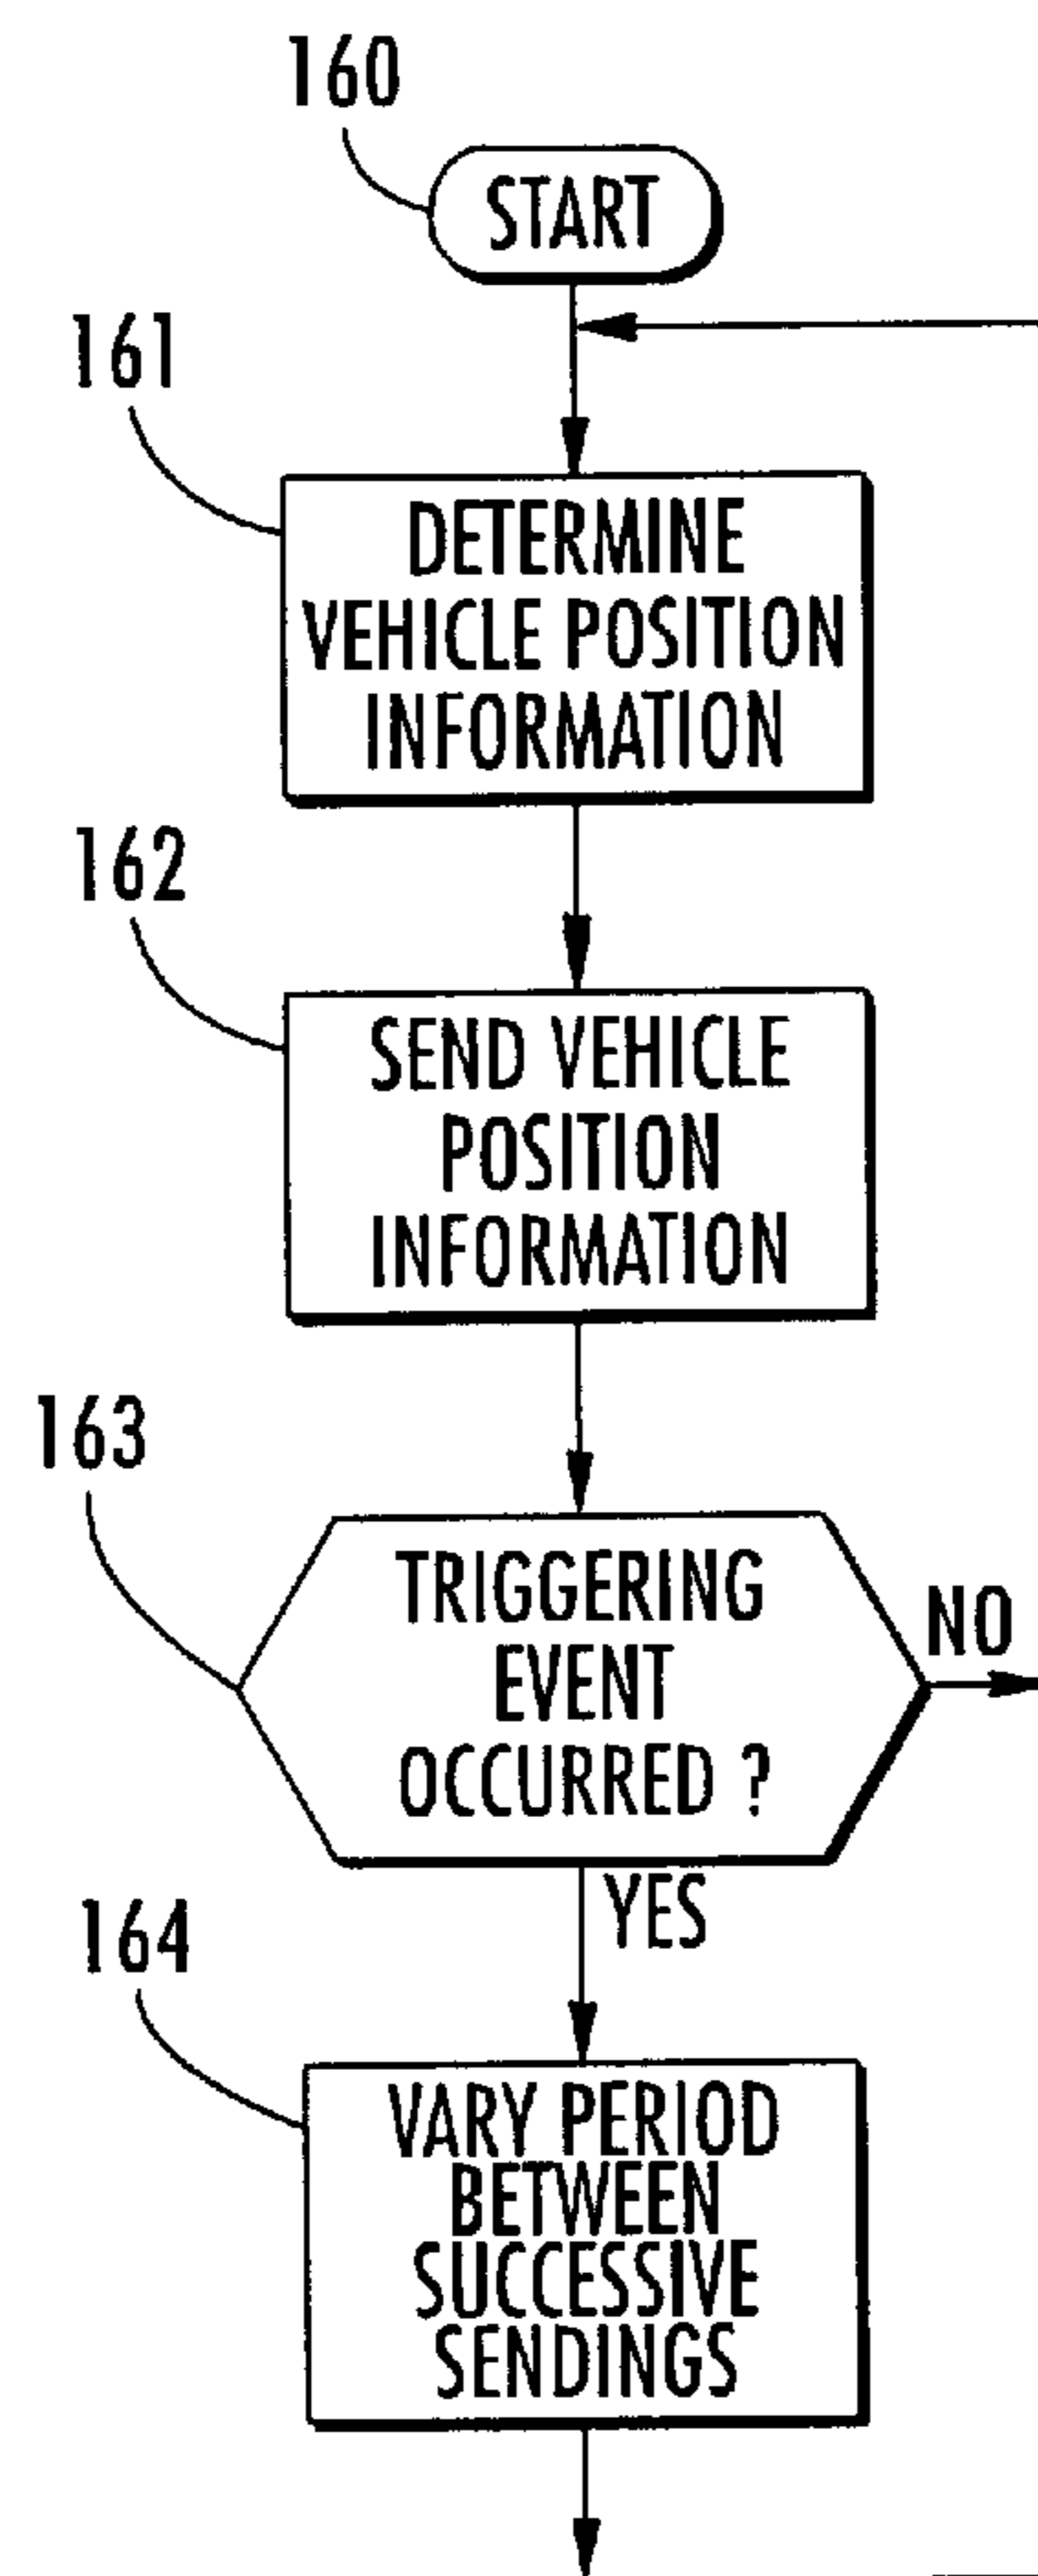 160
START
161
DETERMINE
VEHICLE POSITION
INFORMATION
162
SEND VEHICLE
POSITION
INFORMATION
163
TRIGGERING
EVENT
OCCURRED ?
NO
YES
164
VARY PERIOD
BETWEEN
SUCCESSIVE
SENDINGS